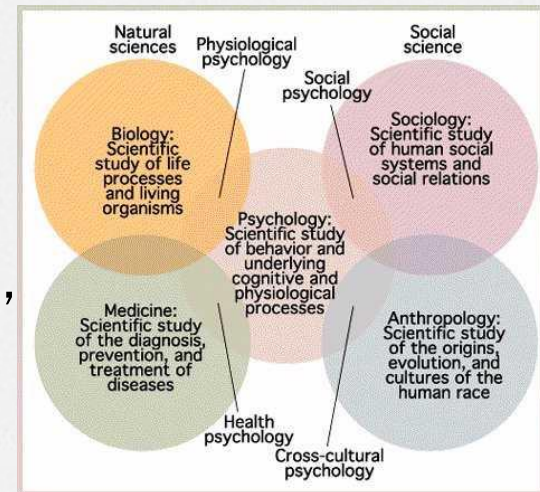 Natural
sciences
Physiological
psychology
Social
science
Social
psychology
Biology:
Scientific
study of life
processes
and living
organisms
Sociology:
Scientific study
of human social
systems and
social relations
Psychology:
Scientific study
of behavior and
underlying
cognitive and
physiological
processes
,
Medicine:
Scientific study
of the diagnosis,
prevention, and
treatment of
diseases
Anthropology:
Scientific study
of the origins,
evolution, and
cultures of the
human race
Health
psychology
Cross-cultural
psychology